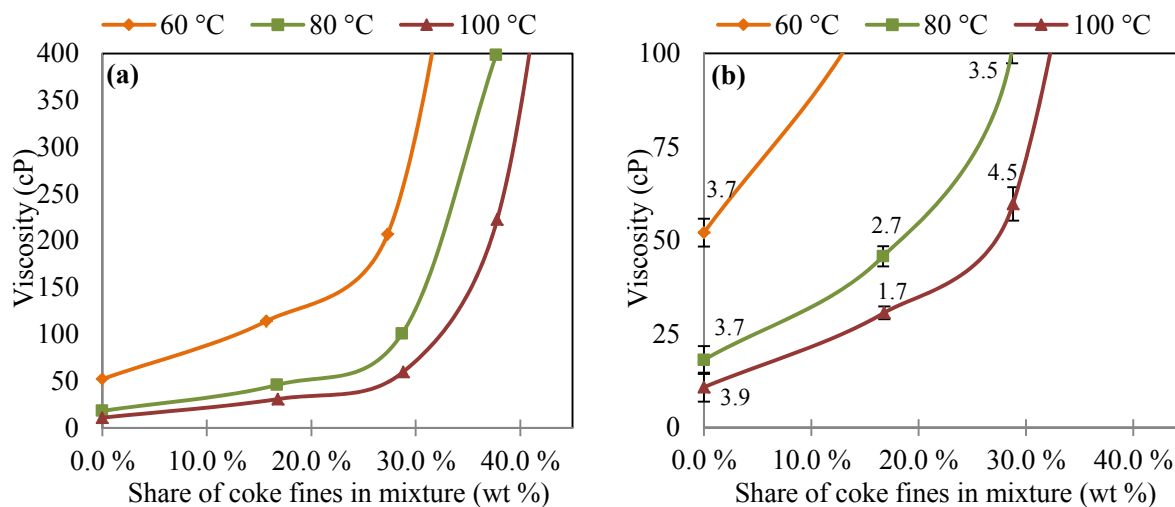 60 °C 80 °C 100 °C
(a)
Viscosity (cP)
400
350
300
250
200
150
100
50
0
0.0 % 10.0 % 20.0 % 30.0 % 40.0 %
Share of coke fines in mixture (wt %)
60 °C 80 °C 100 °C
(b)
Viscosity (cP)
100
75
50
25
0
3.7
3.5
4.5
2.7
1.7
3.7
3.9
0.0 % 10.0 % 20.0 % 30.0 % 40.0 %
Share of coke fines in mixture (wt %)